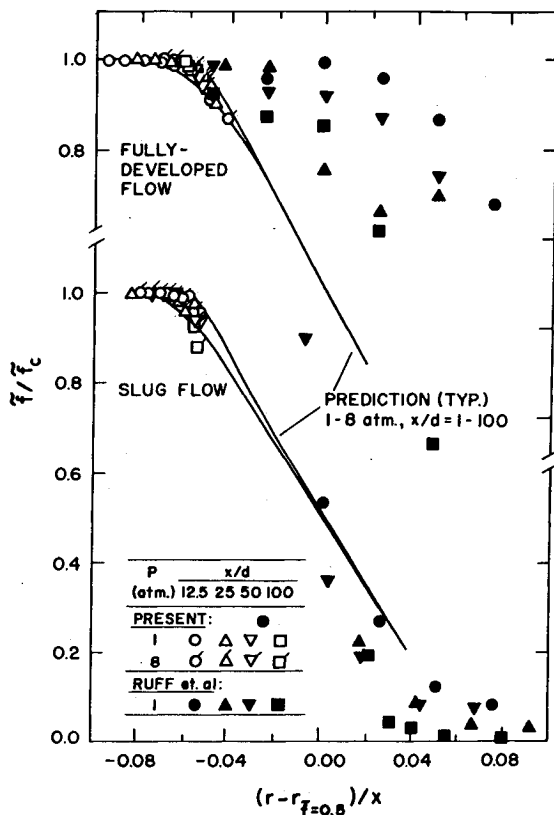 1.0
0.8
FULLY-
DEVELOPED
FLOW
1.0
0.8
0.6
0.4
0.2
0.0
f̃/f̃c
SLUG FLOW
PREDICTION (TYP.)
1-8 atm., x/d=1-100
P x/d
(atm.) 12.5 25 50 100
PRESENT:
1
8
RUFF et. al:
1
-0.08 -0.04 0.00 0.04 0.08
(r-r f̃=0.5)/x